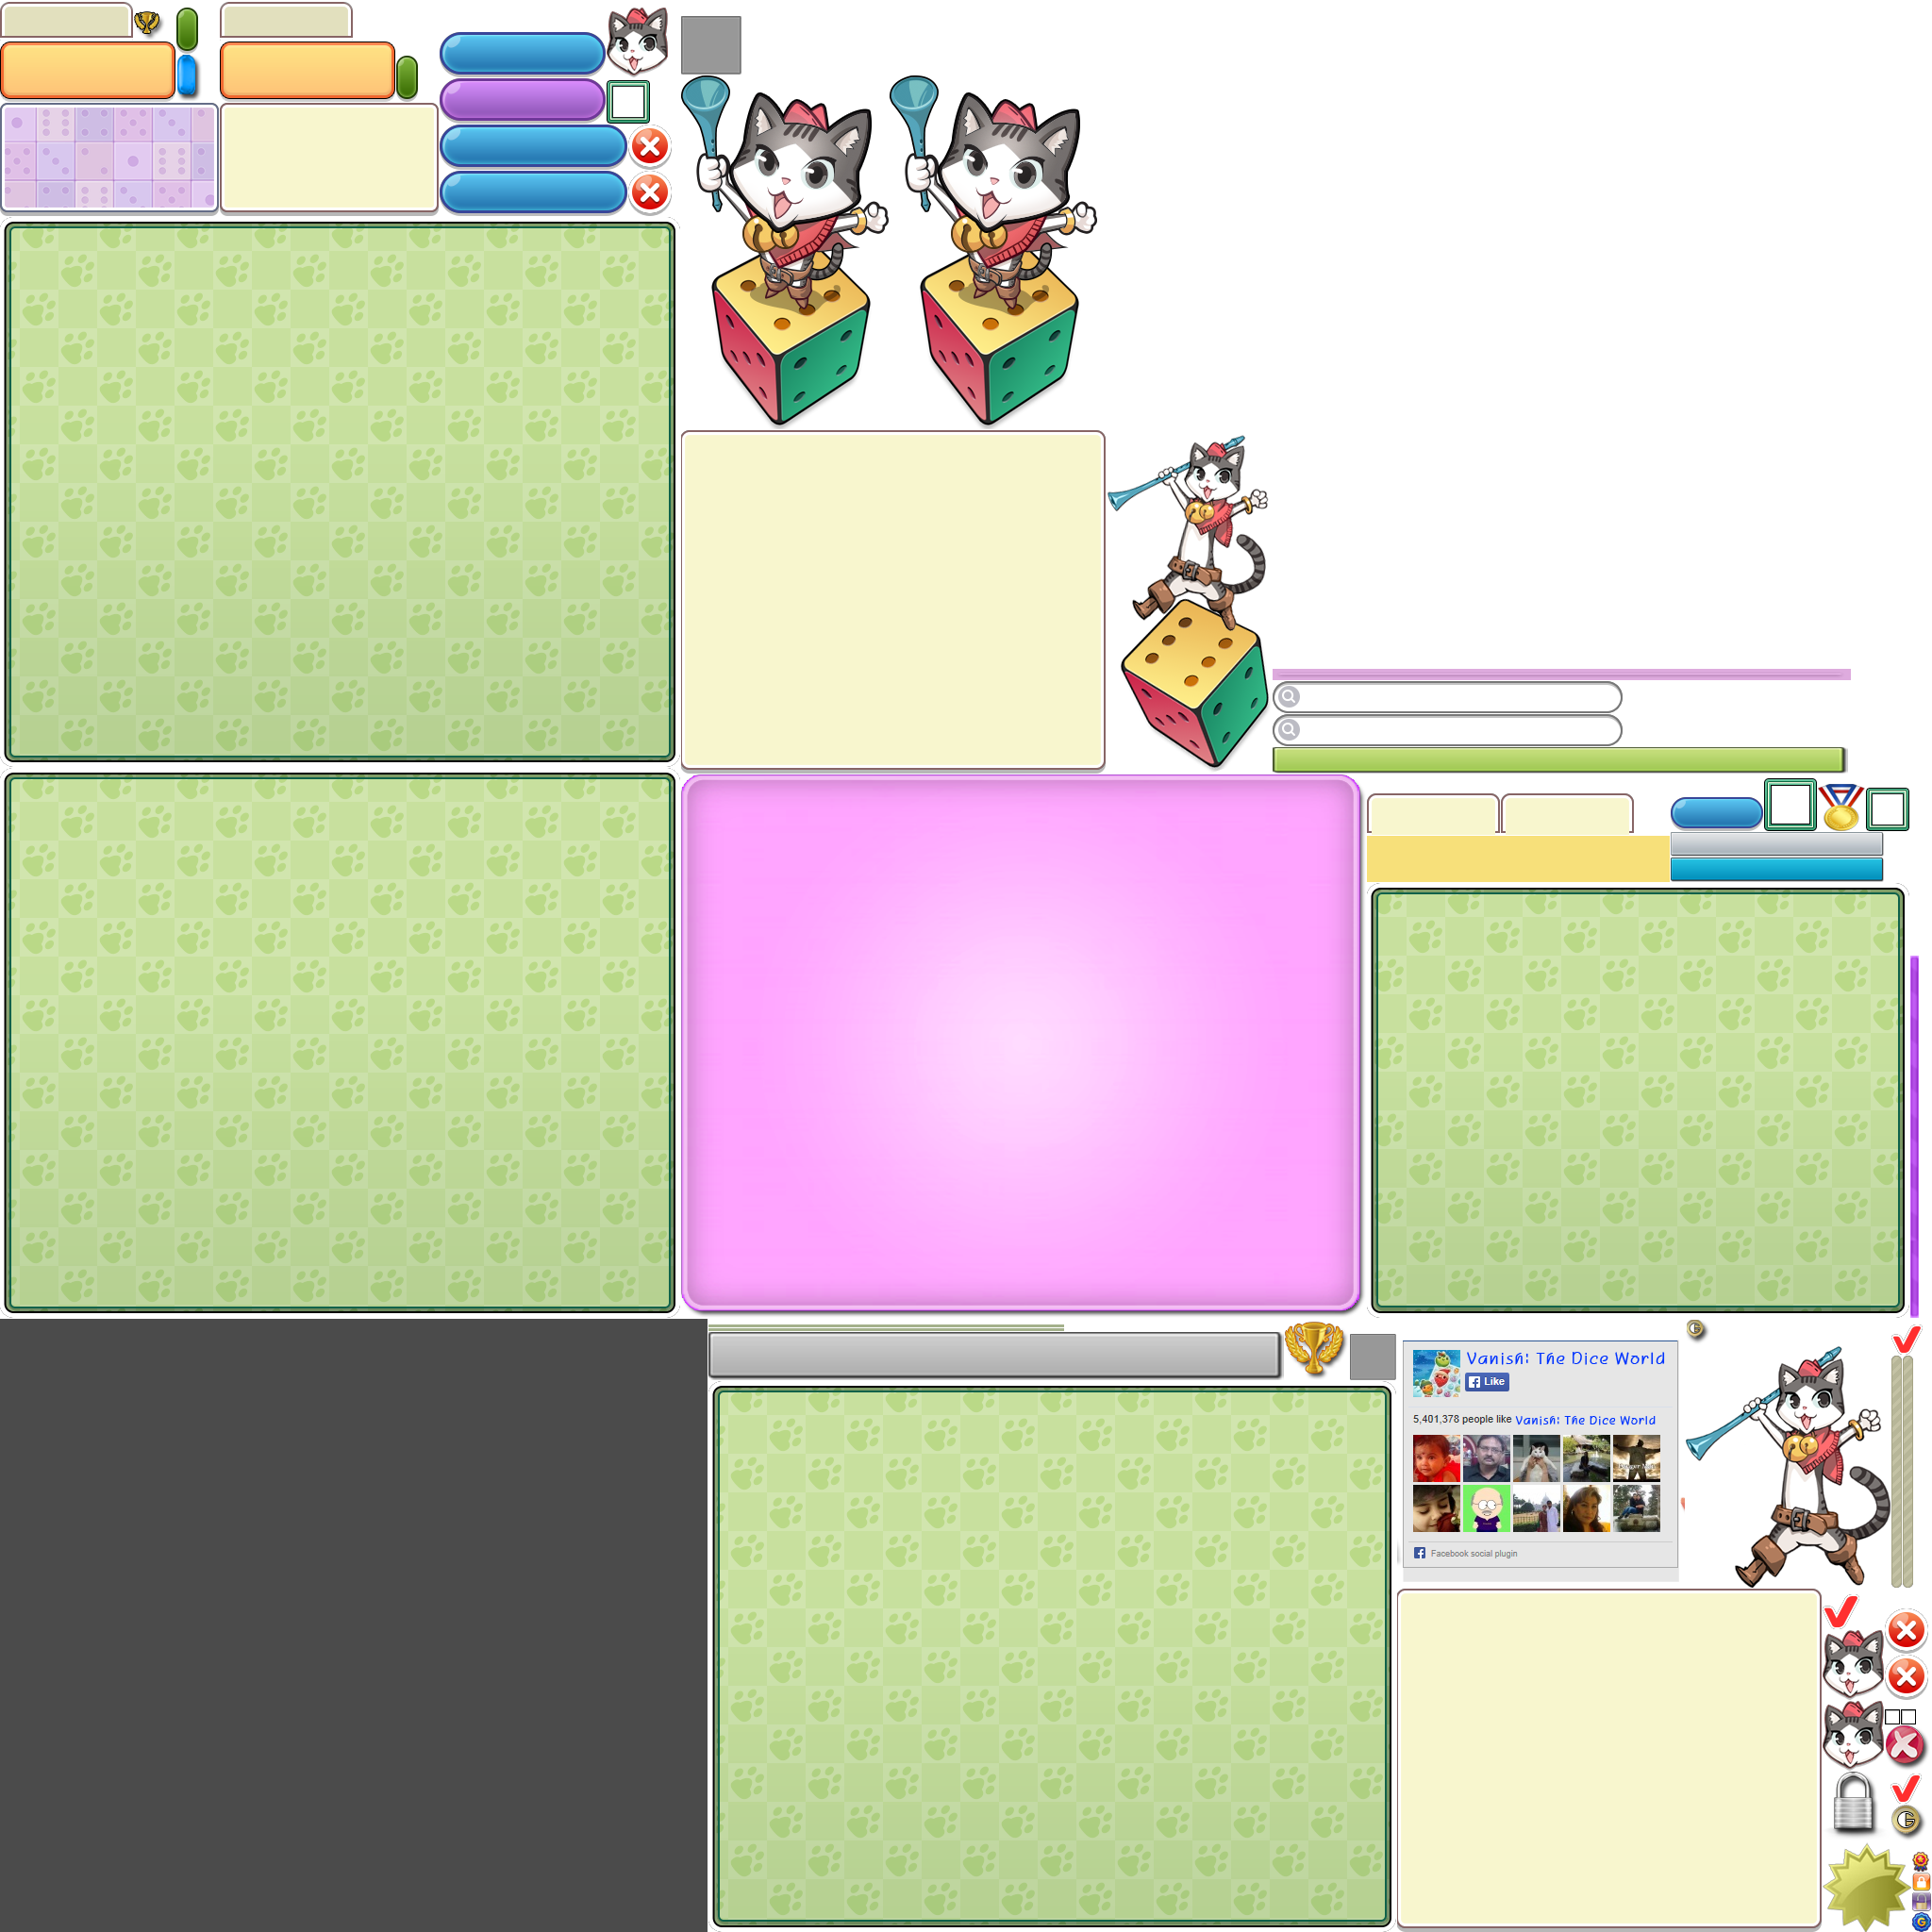 Vanish: The Dice World
Like
5,401,378 people like Vanish: The Dice World
Facebook social plugin